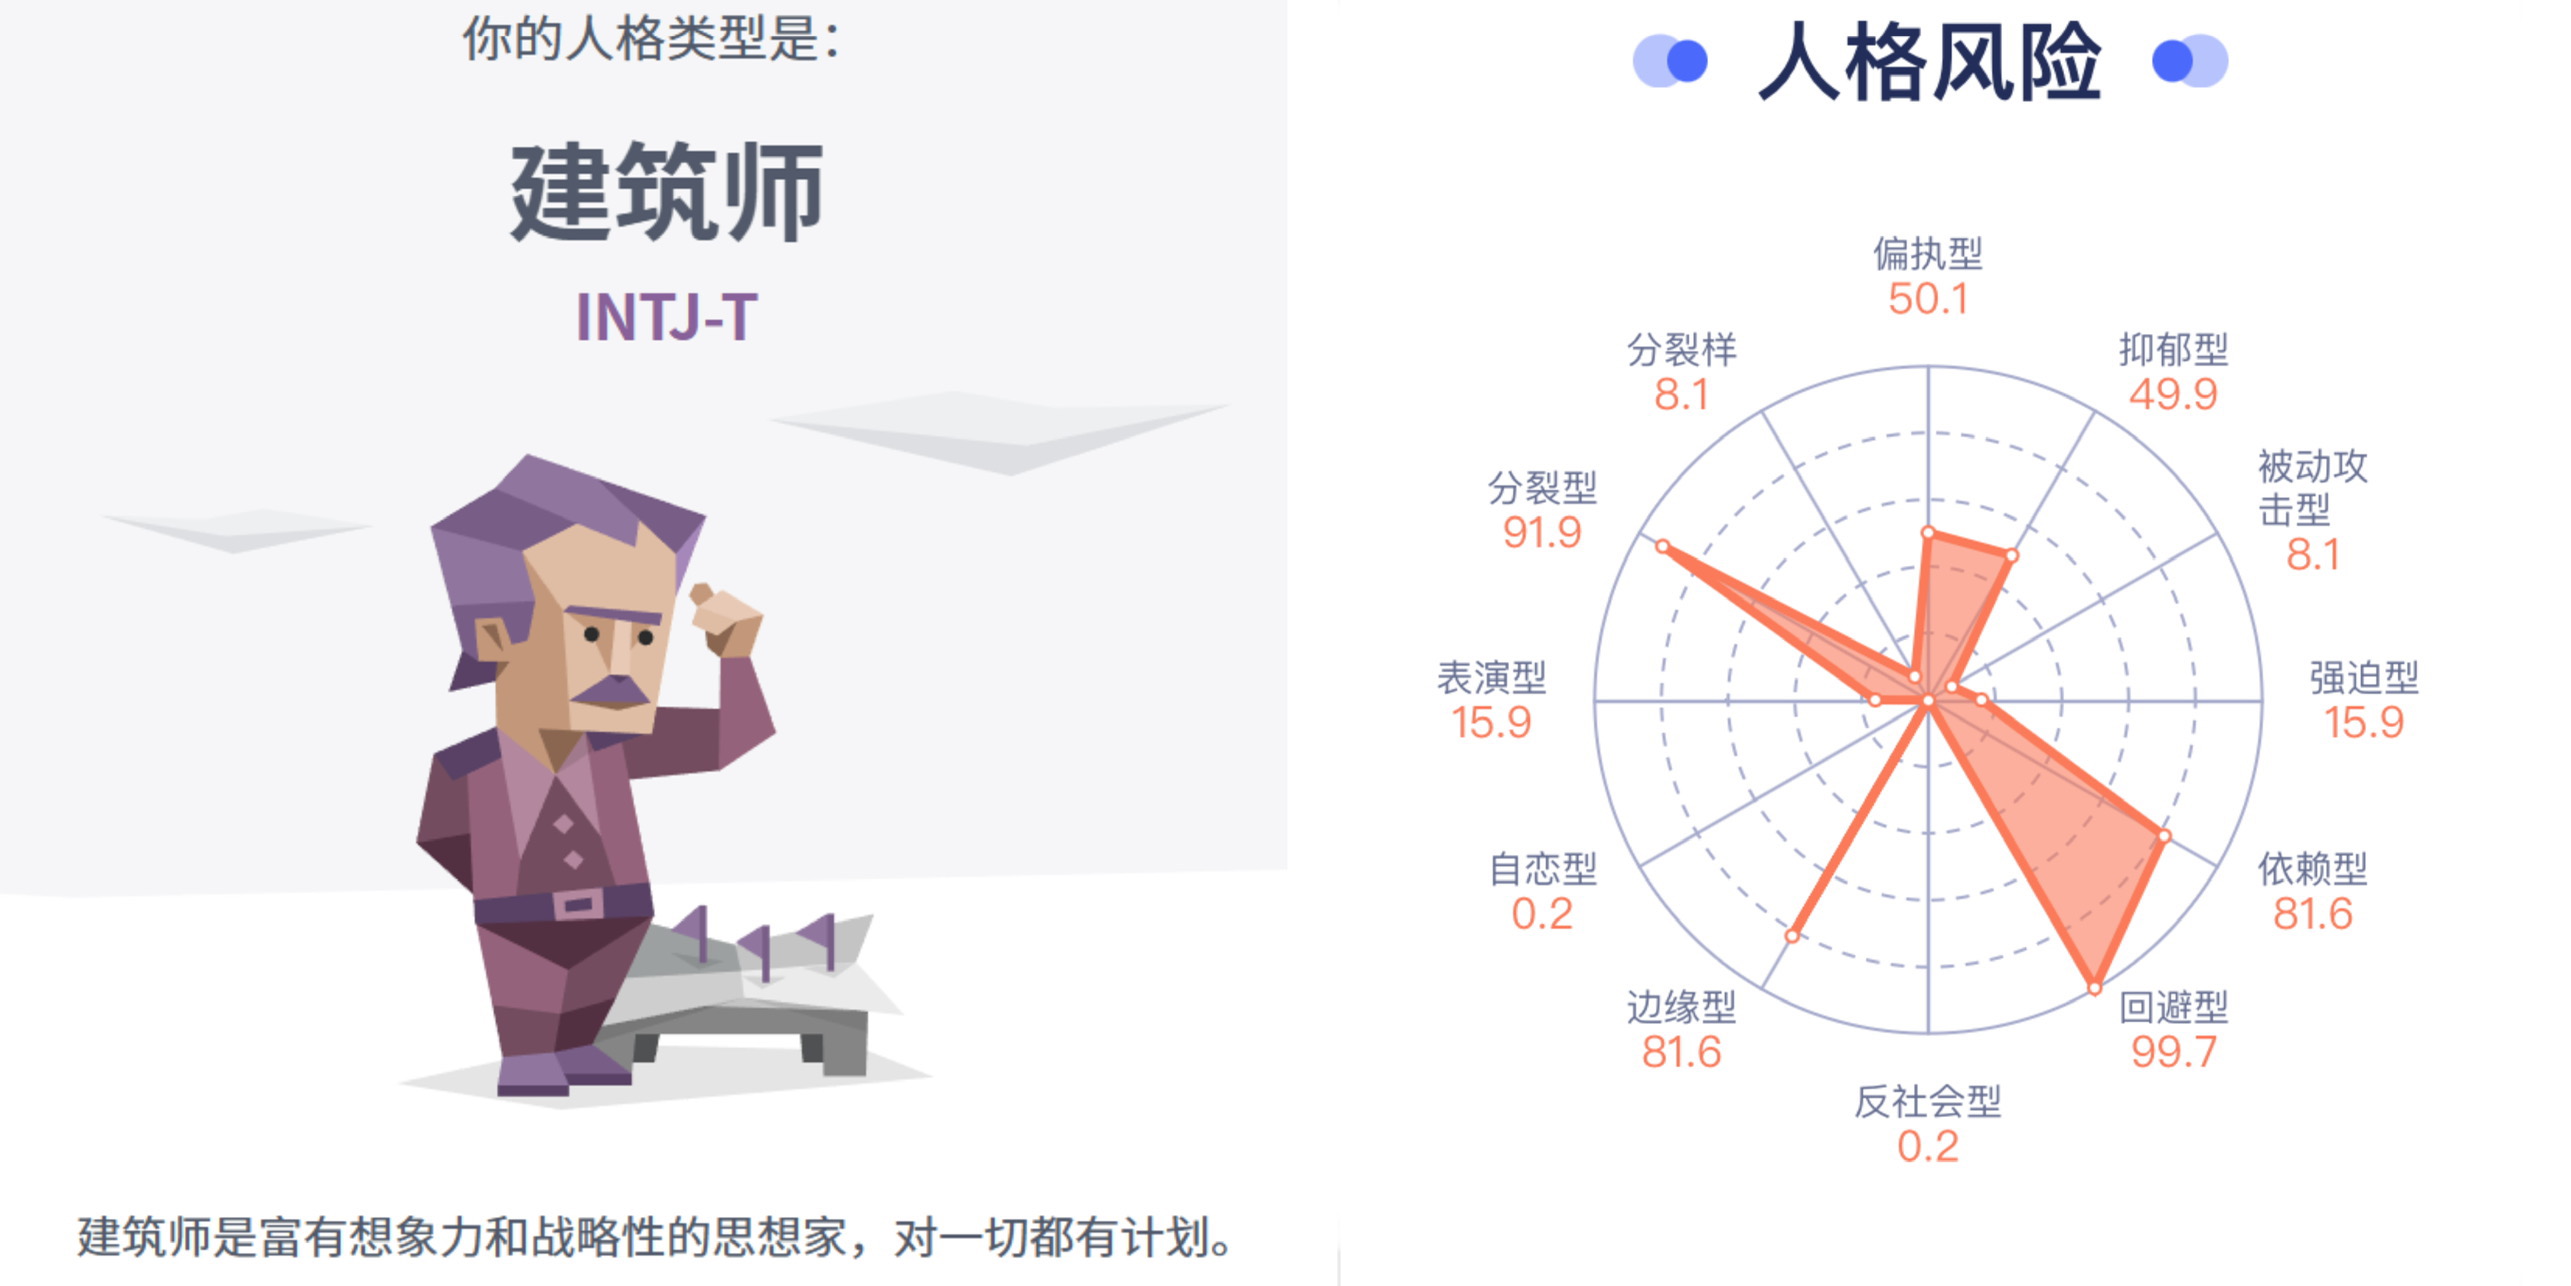 你的人格类型是：
建筑师
INTJ-T
建筑师是富有想象力和战略性的思想家，对一切都有计划。
人格风险
偏执型
50.1
抑郁型
49.9
被动攻
击型
8.1
强迫型
15.9
依赖型
81.6
回避型
99.7
反社会型
0.2
边缘型
81.6
自恋型
0.2
表演型
15.9
分裂型
91.9
分裂样
8.1